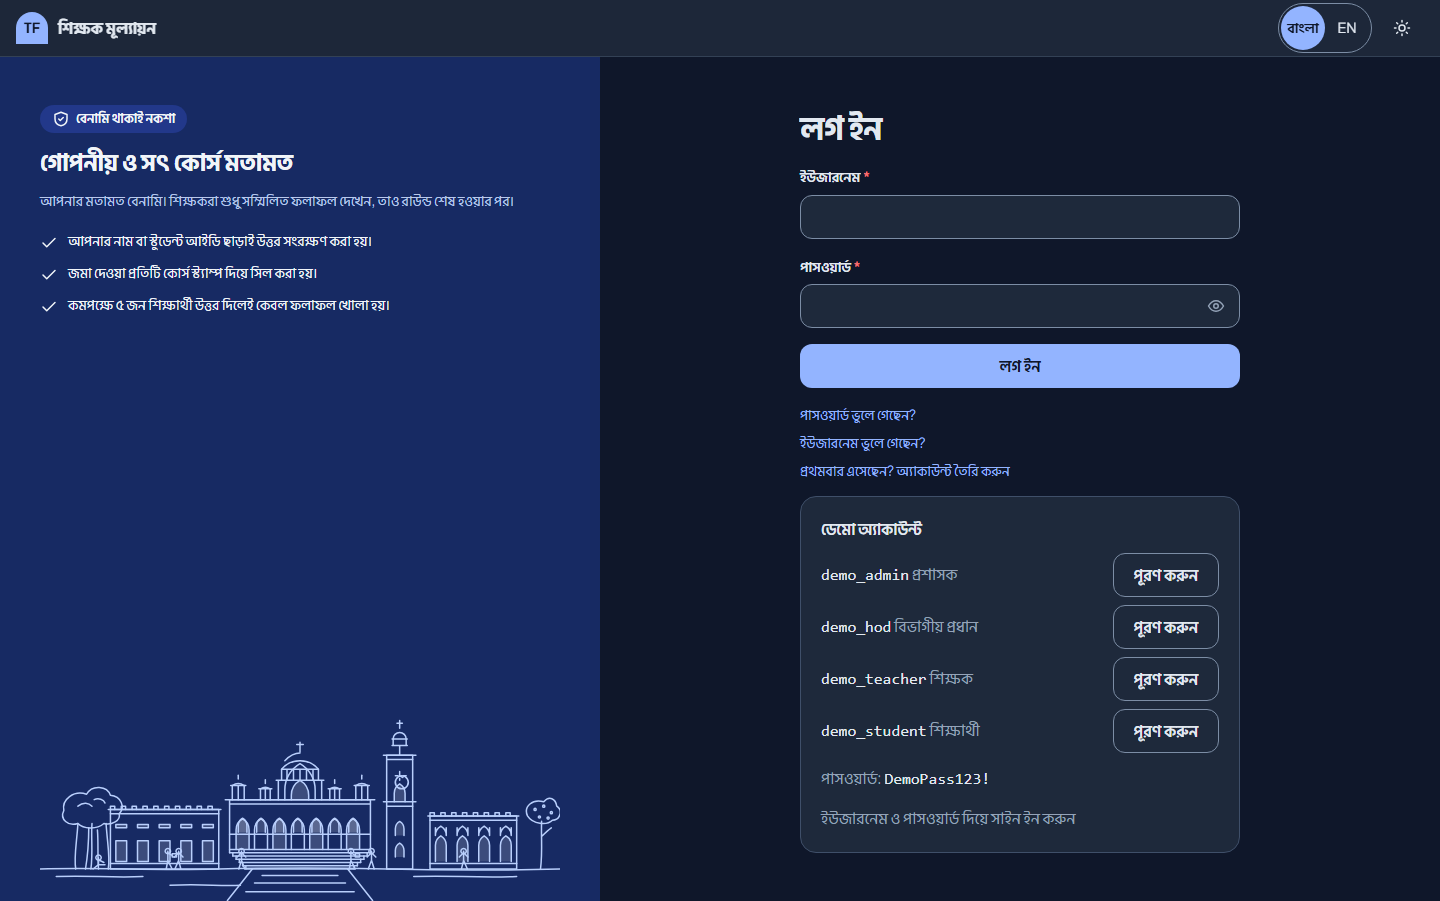 TF শিক্ষক মূল্যায়ন
বাংলা EN
বেনামি থাকাই নকশা
গোপনীয় ও সৎ কোর্স মতামত
আপনার মতামত বেনামি। শিক্ষকরা শুধু সম্মিলিত ফলাফল দেখেন, তাও রাউন্ড শেষ হওয়ার পর।
আপনার নাম বা স্টুডেন্ট আইডি ছাড়াই উত্তর সংরক্ষণ করা হয়।
জমা দেওয়া প্রতিটি কোর্স স্ট্যাম্প দিয়ে সিল করা হয়।
কমপক্ষে ৫ জন শিক্ষার্থী উত্তর দিলেই কেবল ফলাফল খোলা হয়।
লগ ইন
ইউজারনেম *
পাসওয়ার্ড *
লগ ইন
পাসওয়ার্ড ভুলে গেছেন?
ইউজারনেম ভুলে গেছেন?
প্রথমবার এসেছেন? অ্যাকাউন্ট তৈরি করুন
ডেমো অ্যাকাউন্ট
demo_admin প্রশাসক পূরণ করুন
demo_hod বিভাগীয় প্রধান পূরণ করুন
demo_teacher শিক্ষক পূরণ করুন
demo_student শিক্ষার্থী পূরণ করুন
পাসওয়ার্ড: DemoPass123!
ইউজারনেম ও পাসওয়ার্ড দিয়ে সাইন ইন করুন